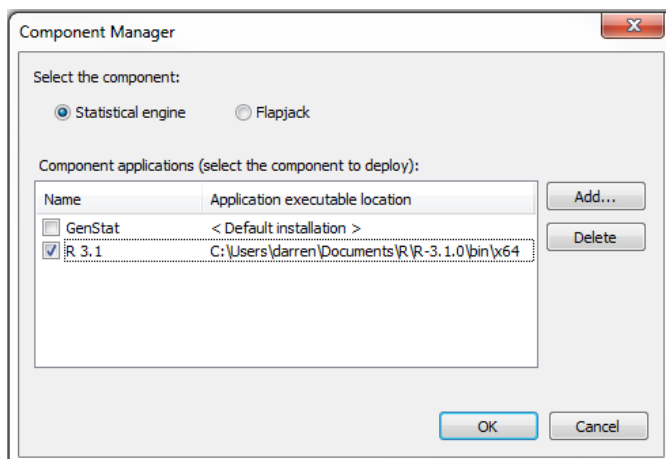 Component Manager
Select the component:
Statistical engine Flapjack
Component applications (select the component to deploy):
Name Application executable location
GenStat < Default installation >
R 3.1 C:\Users\darren\Documents\R\R-3.1.0\bin\x64
Add...
Delete
OK Cancel